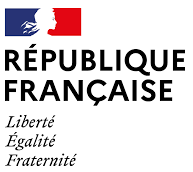 RÉPUBLIQUE
FRANÇAISE
Liberté
Égalité
Fraternité